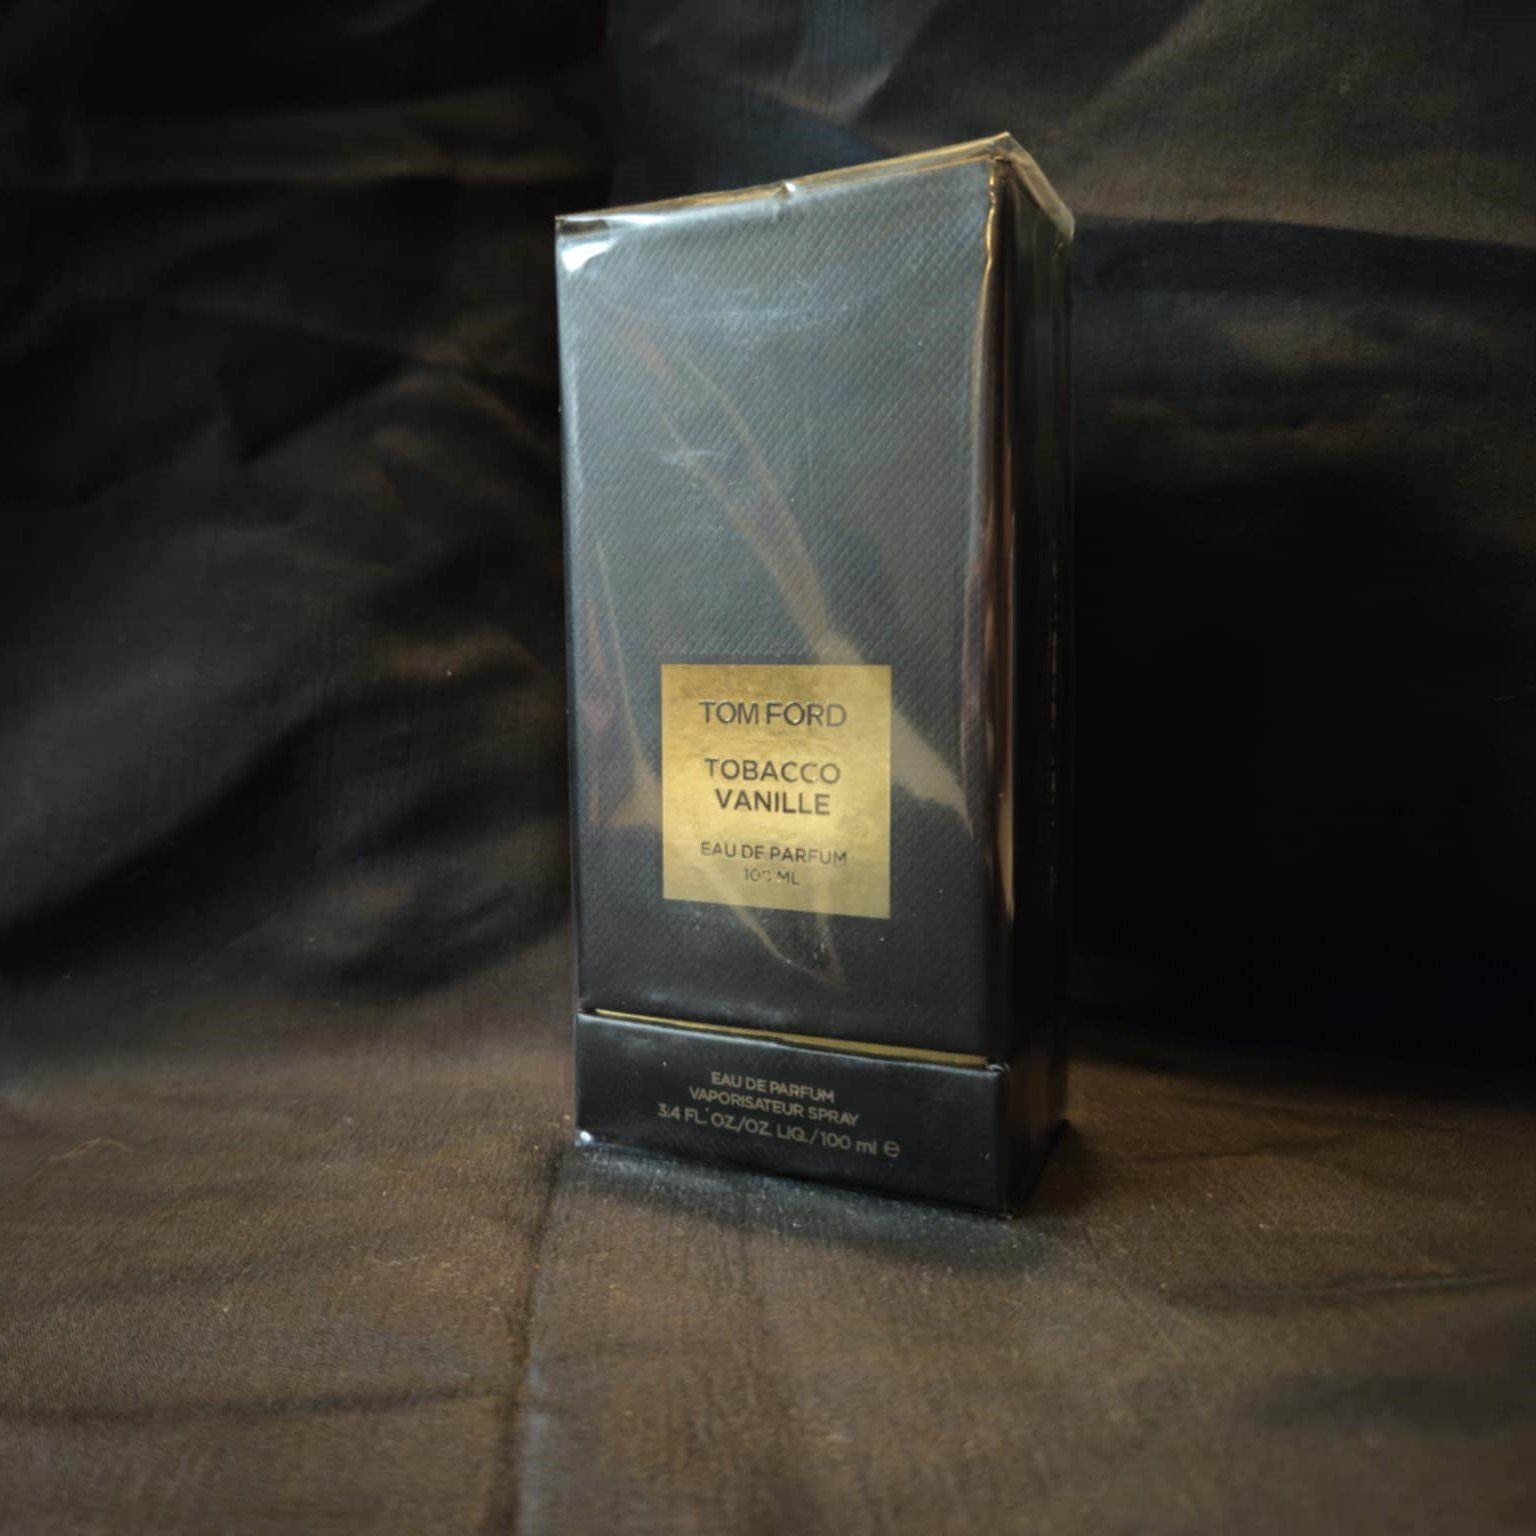 TOM FORD
TOBACCO
VANILLE
EAU DE PARFUM
100 ML
EAU DE PARFUM
VAPORISATEUR SPRAY
3.4 FL. OZ./OZ. LIQ./100 ml ℮